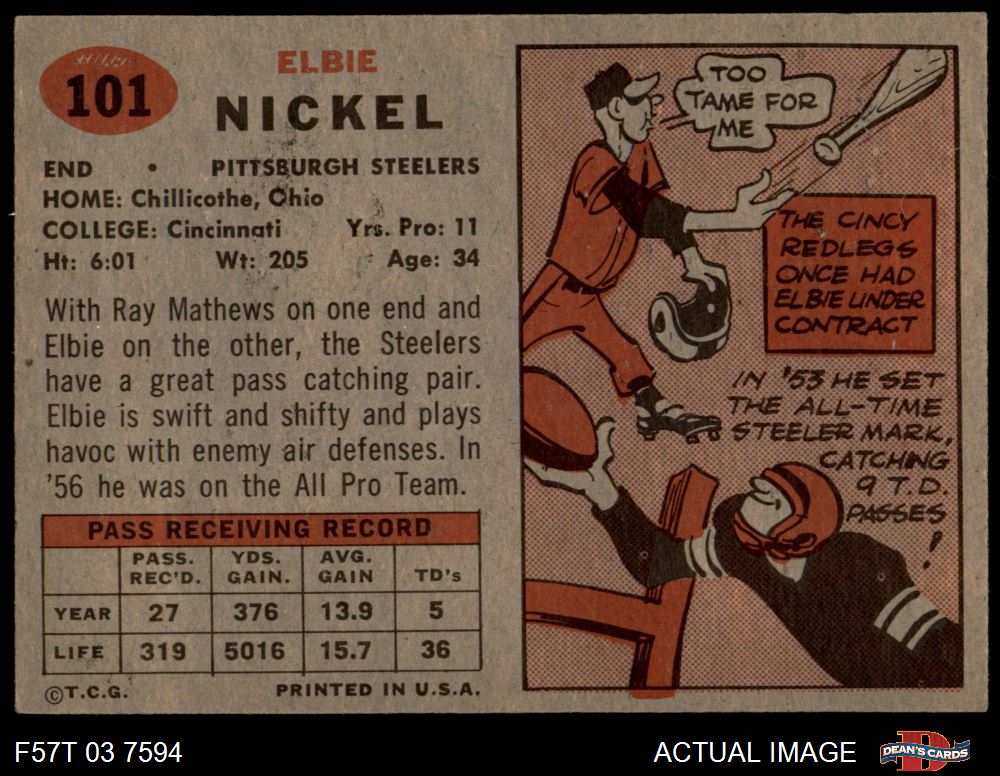 101
ELBIE
NICKEL
END • PITTSBURGH STEELERS
HOME: Chillicothe, Ohio
COLLEGE: Cincinnati Yrs. Pro: 11
Ht: 6:01 Wt: 205 Age: 34
With Ray Mathews on one end and
Elbie on the other, the Steelers
have a great pass catching pair.
Elbie is swift and shifty and plays
havoc with enemy air defenses. In
'56 he was on the All Pro Team.
PASS RECEIVING RECORD
PASS. REC'D. YDS. GAIN. AVG. GAIN TD's
YEAR 27 376 13.9 5
LIFE 319 5016 15.7 36
©T.C.G. PRINTED IN U.S.A.
TOO
TAME FOR
ME
THE CINCY
REDLEGS
ONCE HAD
ELBIE UNDER
CONTRACT
IN '53 HE SET
THE ALL-TIME
STEELER MARK,
CATCHING
9 T.D.
PASSES
!
F57T 03 7594
ACTUAL IMAGE
D
DEAN'S CARDS